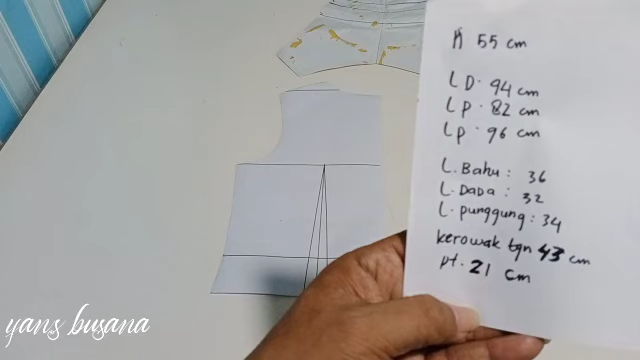 P 55 cm
LD. 94 cm
Lp. 82 cm
Lp. 96 cm
L. Bahu : 36
L. DADA : 32
L. punggung : 34
kerowak tgn 43 cm
pt. 21 cm
yans busana